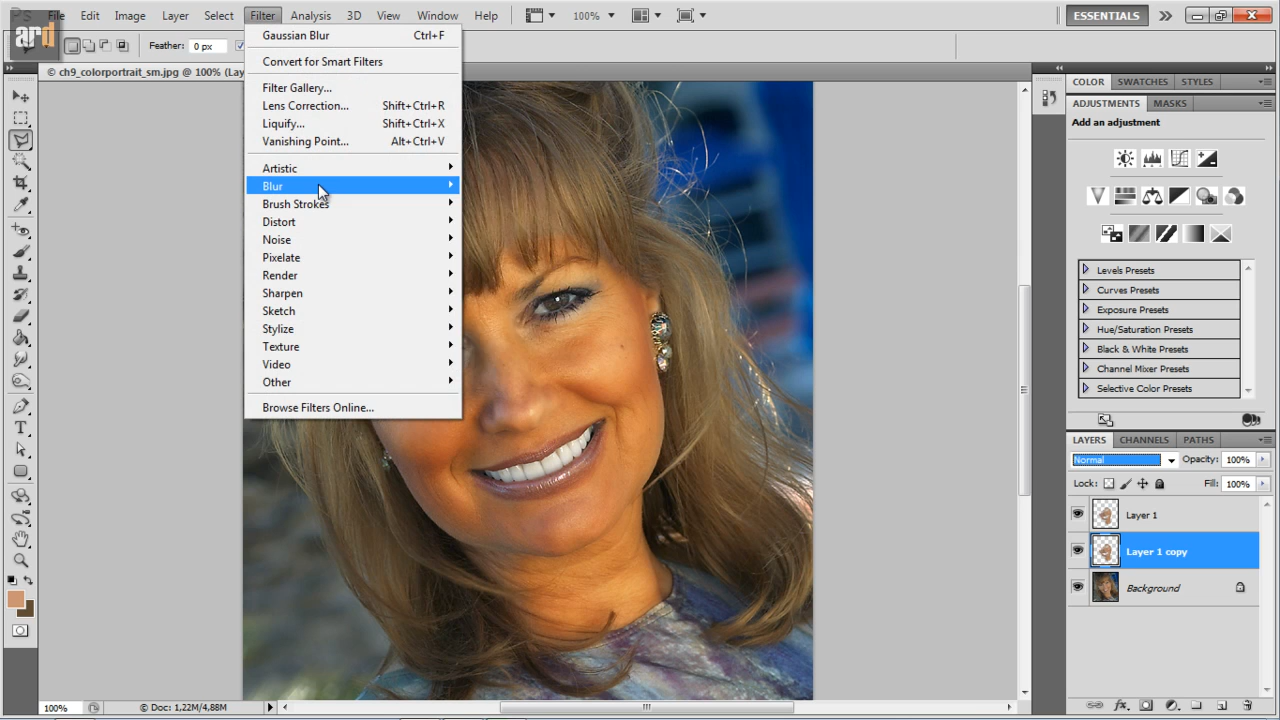 ard
File Edit Image Layer Select Filter Analysis 3D View Window Help 100% ESSENTIALS
Feather: 0 px
© ch9_colorportrait_sm.jpg @ 100% (Lay
Gaussian Blur Ctrl+F
Convert for Smart Filters
Filter Gallery...
Lens Correction... Shift+Ctrl+R
Liquify... Shift+Ctrl+X
Vanishing Point... Alt+Ctrl+V
Artistic
Blur
Brush Strokes
Distort
Noise
Pixelate
Render
Sharpen
Sketch
Stylize
Texture
Video
Other
Browse Filters Online...
COLOR SWATCHES STYLES
ADJUSTMENTS MASKS
Add an adjustment
Levels Presets
Curves Presets
Exposure Presets
Hue/Saturation Presets
Black & White Presets
Channel Mixer Presets
Selective Color Presets
LAYERS CHANNELS PATHS
Normal Opacity: 100%
Lock: Fill: 100%
Layer 1
Layer 1 copy
Background
100% © Doc: 1,22M/4,88M